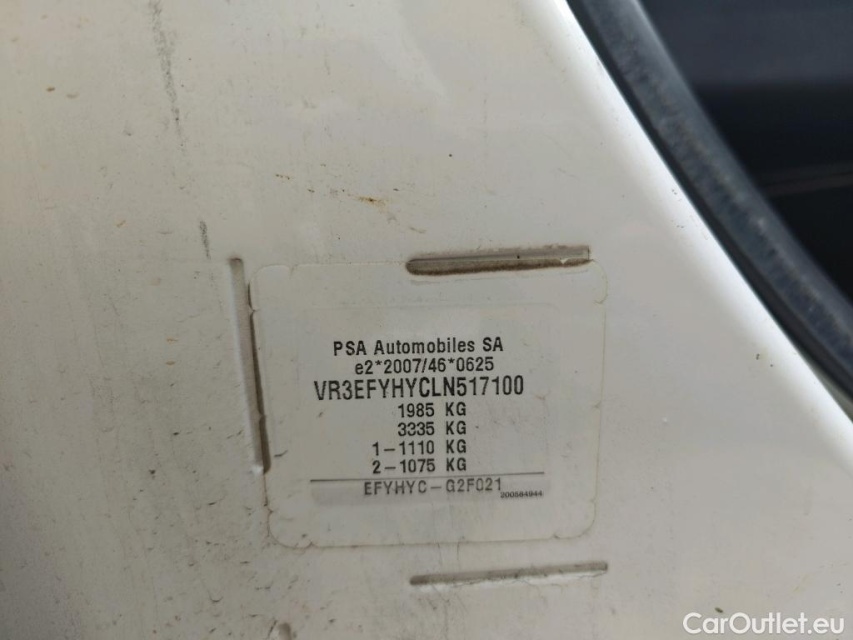 PSA Automobiles SA
e2*2007/46*0625
VR3EFYHYCLN517100
1985 KG
3335 KG
1-1110 KG
2-1075 KG
EFYHYC-G2F021
200584944
CarOutlet.eu